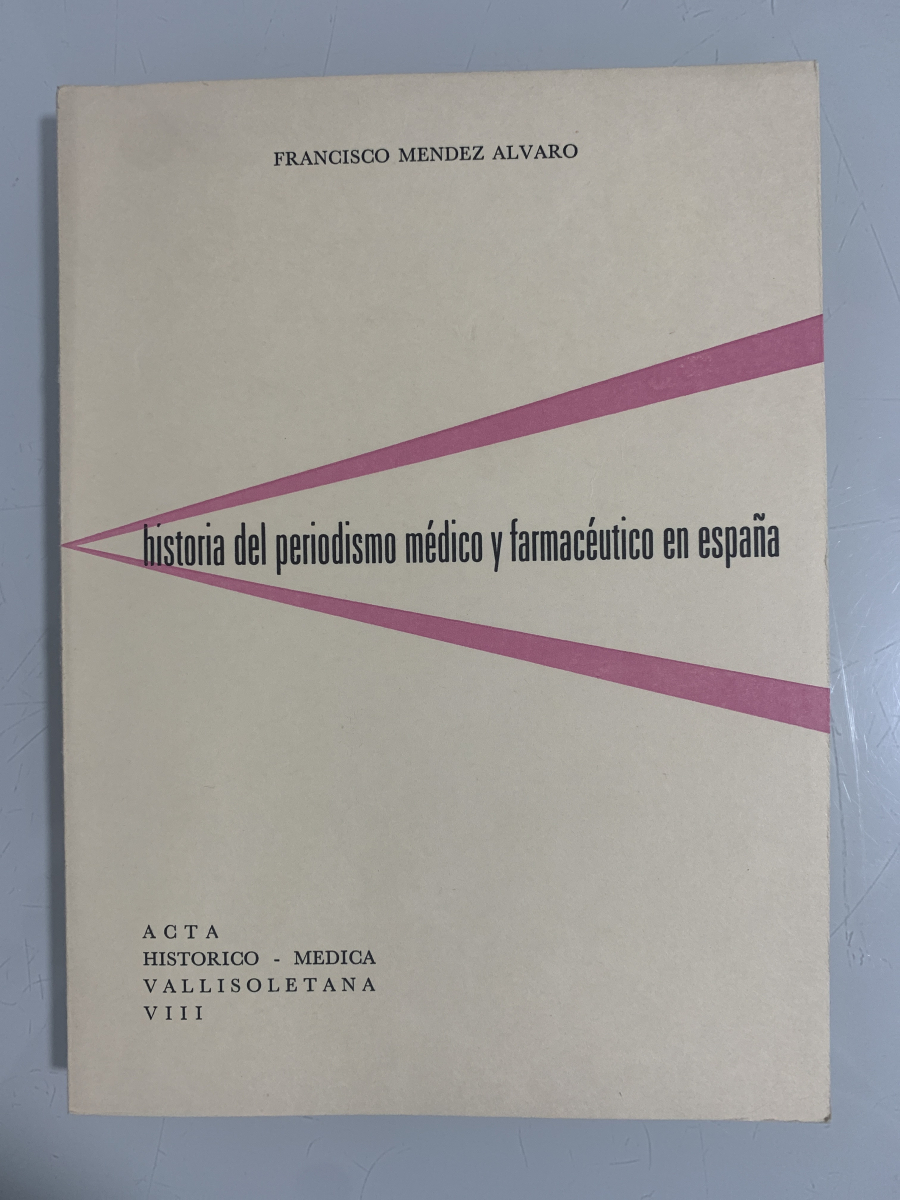 FRANCISCO MENDEZ ALVARO
historia del periodismo médico y farmacéutico en españa
ACTA
HISTORICO - MEDICA
VALLISOLETANA
VIII